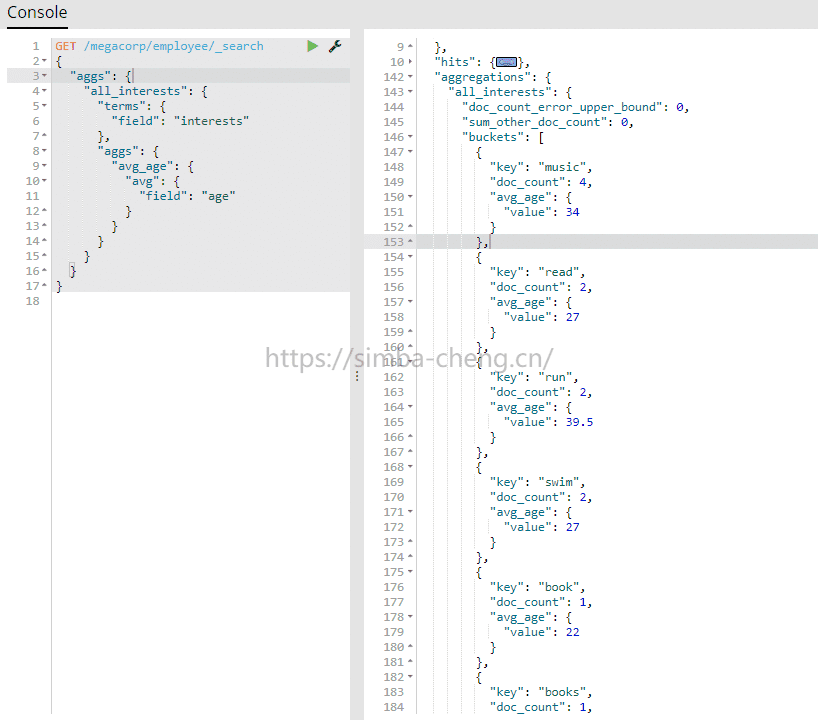 Console
1 GET /megacorp/employee/_search
2 {
3 "aggs": {
4 "all_interests": {
5 "terms": {
6 "field": "interests"
7 },
8 "aggs": {
9 "avg_age": {
10 "avg": {
11 "field": "age"
12 }
13 }
14 }
15 }
16 }
17 }
18
9 },
10 "hits": {},
142 "aggregations": {
143 "all_interests": {
144 "doc_count_error_upper_bound": 0,
145 "sum_other_doc_count": 0,
146 "buckets": [
147 {
148 "key": "music",
149 "doc_count": 4,
150 "avg_age": {
151 "value": 34
152 }
153 },
154 {
155 "key": "read",
156 "doc_count": 2,
157 "avg_age": {
158 "value": 27
159 }
160 },
https://simba-cheng.cn/
161 {
162 "key": "run",
163 "doc_count": 2,
164 "avg_age": {
165 "value": 39.5
166 }
167 },
168 {
169 "key": "swim",
170 "doc_count": 2,
171 "avg_age": {
172 "value": 27
173 }
174 },
175 {
176 "key": "book",
177 "doc_count": 1,
178 "avg_age": {
179 "value": 22
180 }
181 },
182 {
183 "key": "books",
184 "doc_count": 1,